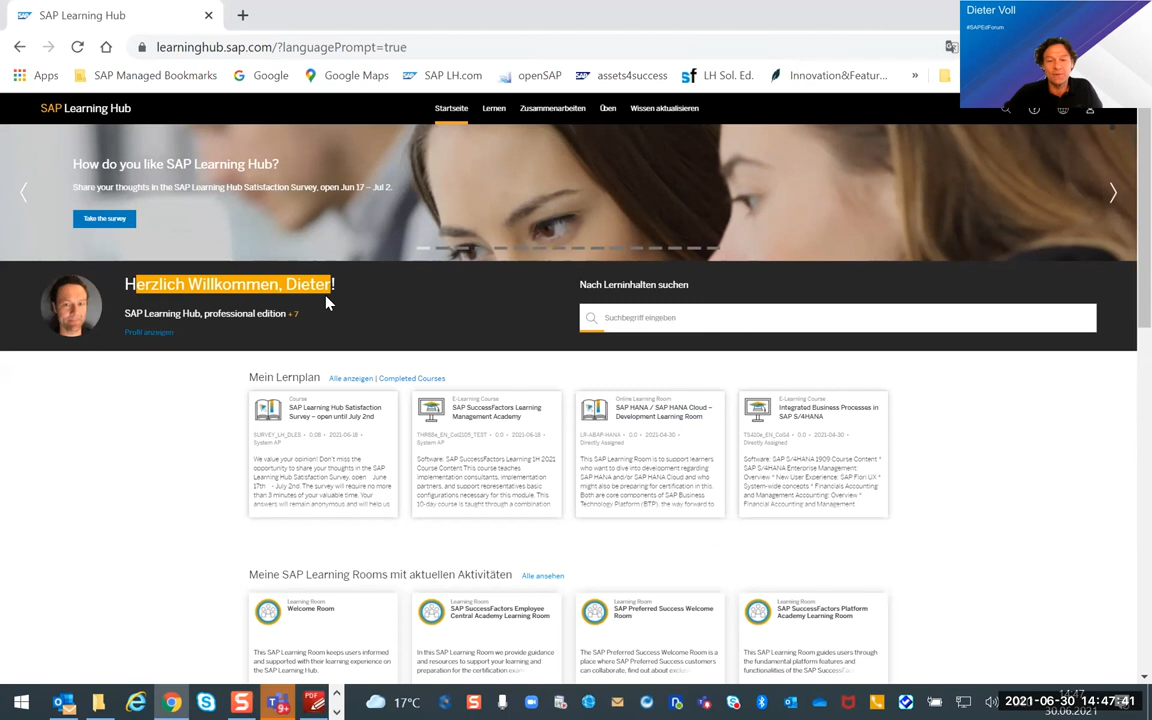 SAP Learning Hub
Dieter Voll
#SAPEdForum
learninghub.sap.com/?languagePrompt=true
Apps SAP Managed Bookmarks Google Google Maps SAP LH.com openSAP assets4success LH Sol. Ed. Innovation&Featur... »
SAP Learning Hub Startseite Lernen Zusammenarbeiten Über Wissen aktualisieren
How do you like SAP Learning Hub?
Share your thoughts in the SAP Learning Hub Satisfaction Survey, open Jun 17 – Jul 2.
Take the survey
Herzlich Willkommen, Dieter!
SAP Learning Hub, professional edition + 7
Profil anzeigen
Nach Lerninhalten suchen
Suchbegriff eingeben
Mein Lernplan Alle anzeigen | Completed Courses
Course
SAP Learning Hub Satisfaction
Survey – open until July 2nd
SURVEY_LH_DLES • 0.08 • 2021-06-18 •
System AP
We value your opinion! Don't miss the
opportunity to share your thoughts in the SAP
Learning Hub Satisfaction Survey, open June
17th - July 2nd. The survey will require no more
than 3 minutes of your valuable time. Your
answers will remain anonymous and will help us
E-Learning Course
SAP SuccessFactors Learning
Management Academy
System AP
Software: SAP SuccessFactors Learning 1H 2021
Course Content This course teaches
implementation consultants, implementation
partners, and support representatives basic
configurations necessary for this module. This
10-day course is taught through a combination
Online Learning Room
SAP HANA / SAP HANA Cloud –
Development Learning Room
LR-ABAP-HANA • 0.0 • 2021-04-30 •
Directly Assigned
This SAP Learning Room is to support learners
who want to dive into development regarding
SAP HANA and/or SAP HANA Cloud and who
might also be preparing for certification in this.
Both are core components of SAP Business
Technology Platform (BTP), the way forward to
E-Learning Course
Integrated Business Processes in
SAP S/4HANA
• 0.0 • 2021-04-30 •
Directly Assigned
Software: SAP S/4HANA 1909 Course Content *
SAP S/4HANA Enterprise Management:
Overview * New User Experience: SAP Fiori UX *
System-wide concepts * Financials Accounting
and Management Accounting: Overview *
Financial Accounting and Management
Meine SAP Learning Rooms mit aktuellen Aktivitäten Alle ansehen
Learning Room
Welcome Room
This SAP Learning Room keeps users informed
and supported with their learning experience on
the SAP Learning Hub.
Learning Room
SAP SuccessFactors Employee
Central Academy Learning Room
In this SAP Learning Room we provide guidance
and resources to support your learning and
preparation for the certification exam...
Learning Room
SAP Preferred Success Welcome
Room
The SAP Preferred Success Welcome Room is a
place where SAP Preferred Success customers
can collaborate, find out about
Learning Room
SAP SuccessFactors Platform
Academy Learning Room
This SAP Learning Room guides users through
the fundamental platform features and
functionalities of the
17°C
14:47
30.06.2021
2021-06-30 14:47:41